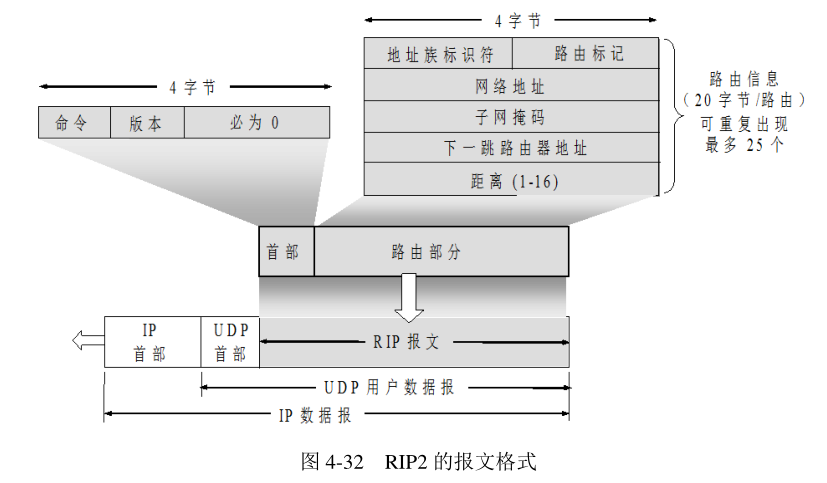 4 字节
地址族标识符 路由标记
网络地址
子网掩码
下一跳路由器地址
距离 (1-16)
路由信息
(20 字节/路由)
可重复出现
最多 25 个
4 字节
命令 版本 必为 0
首部 路由部分
IP
首部
UDP
首部
RIP 报文
UDP 用户数据报
IP 数据报
图 4-32 RIP2 的报文格式